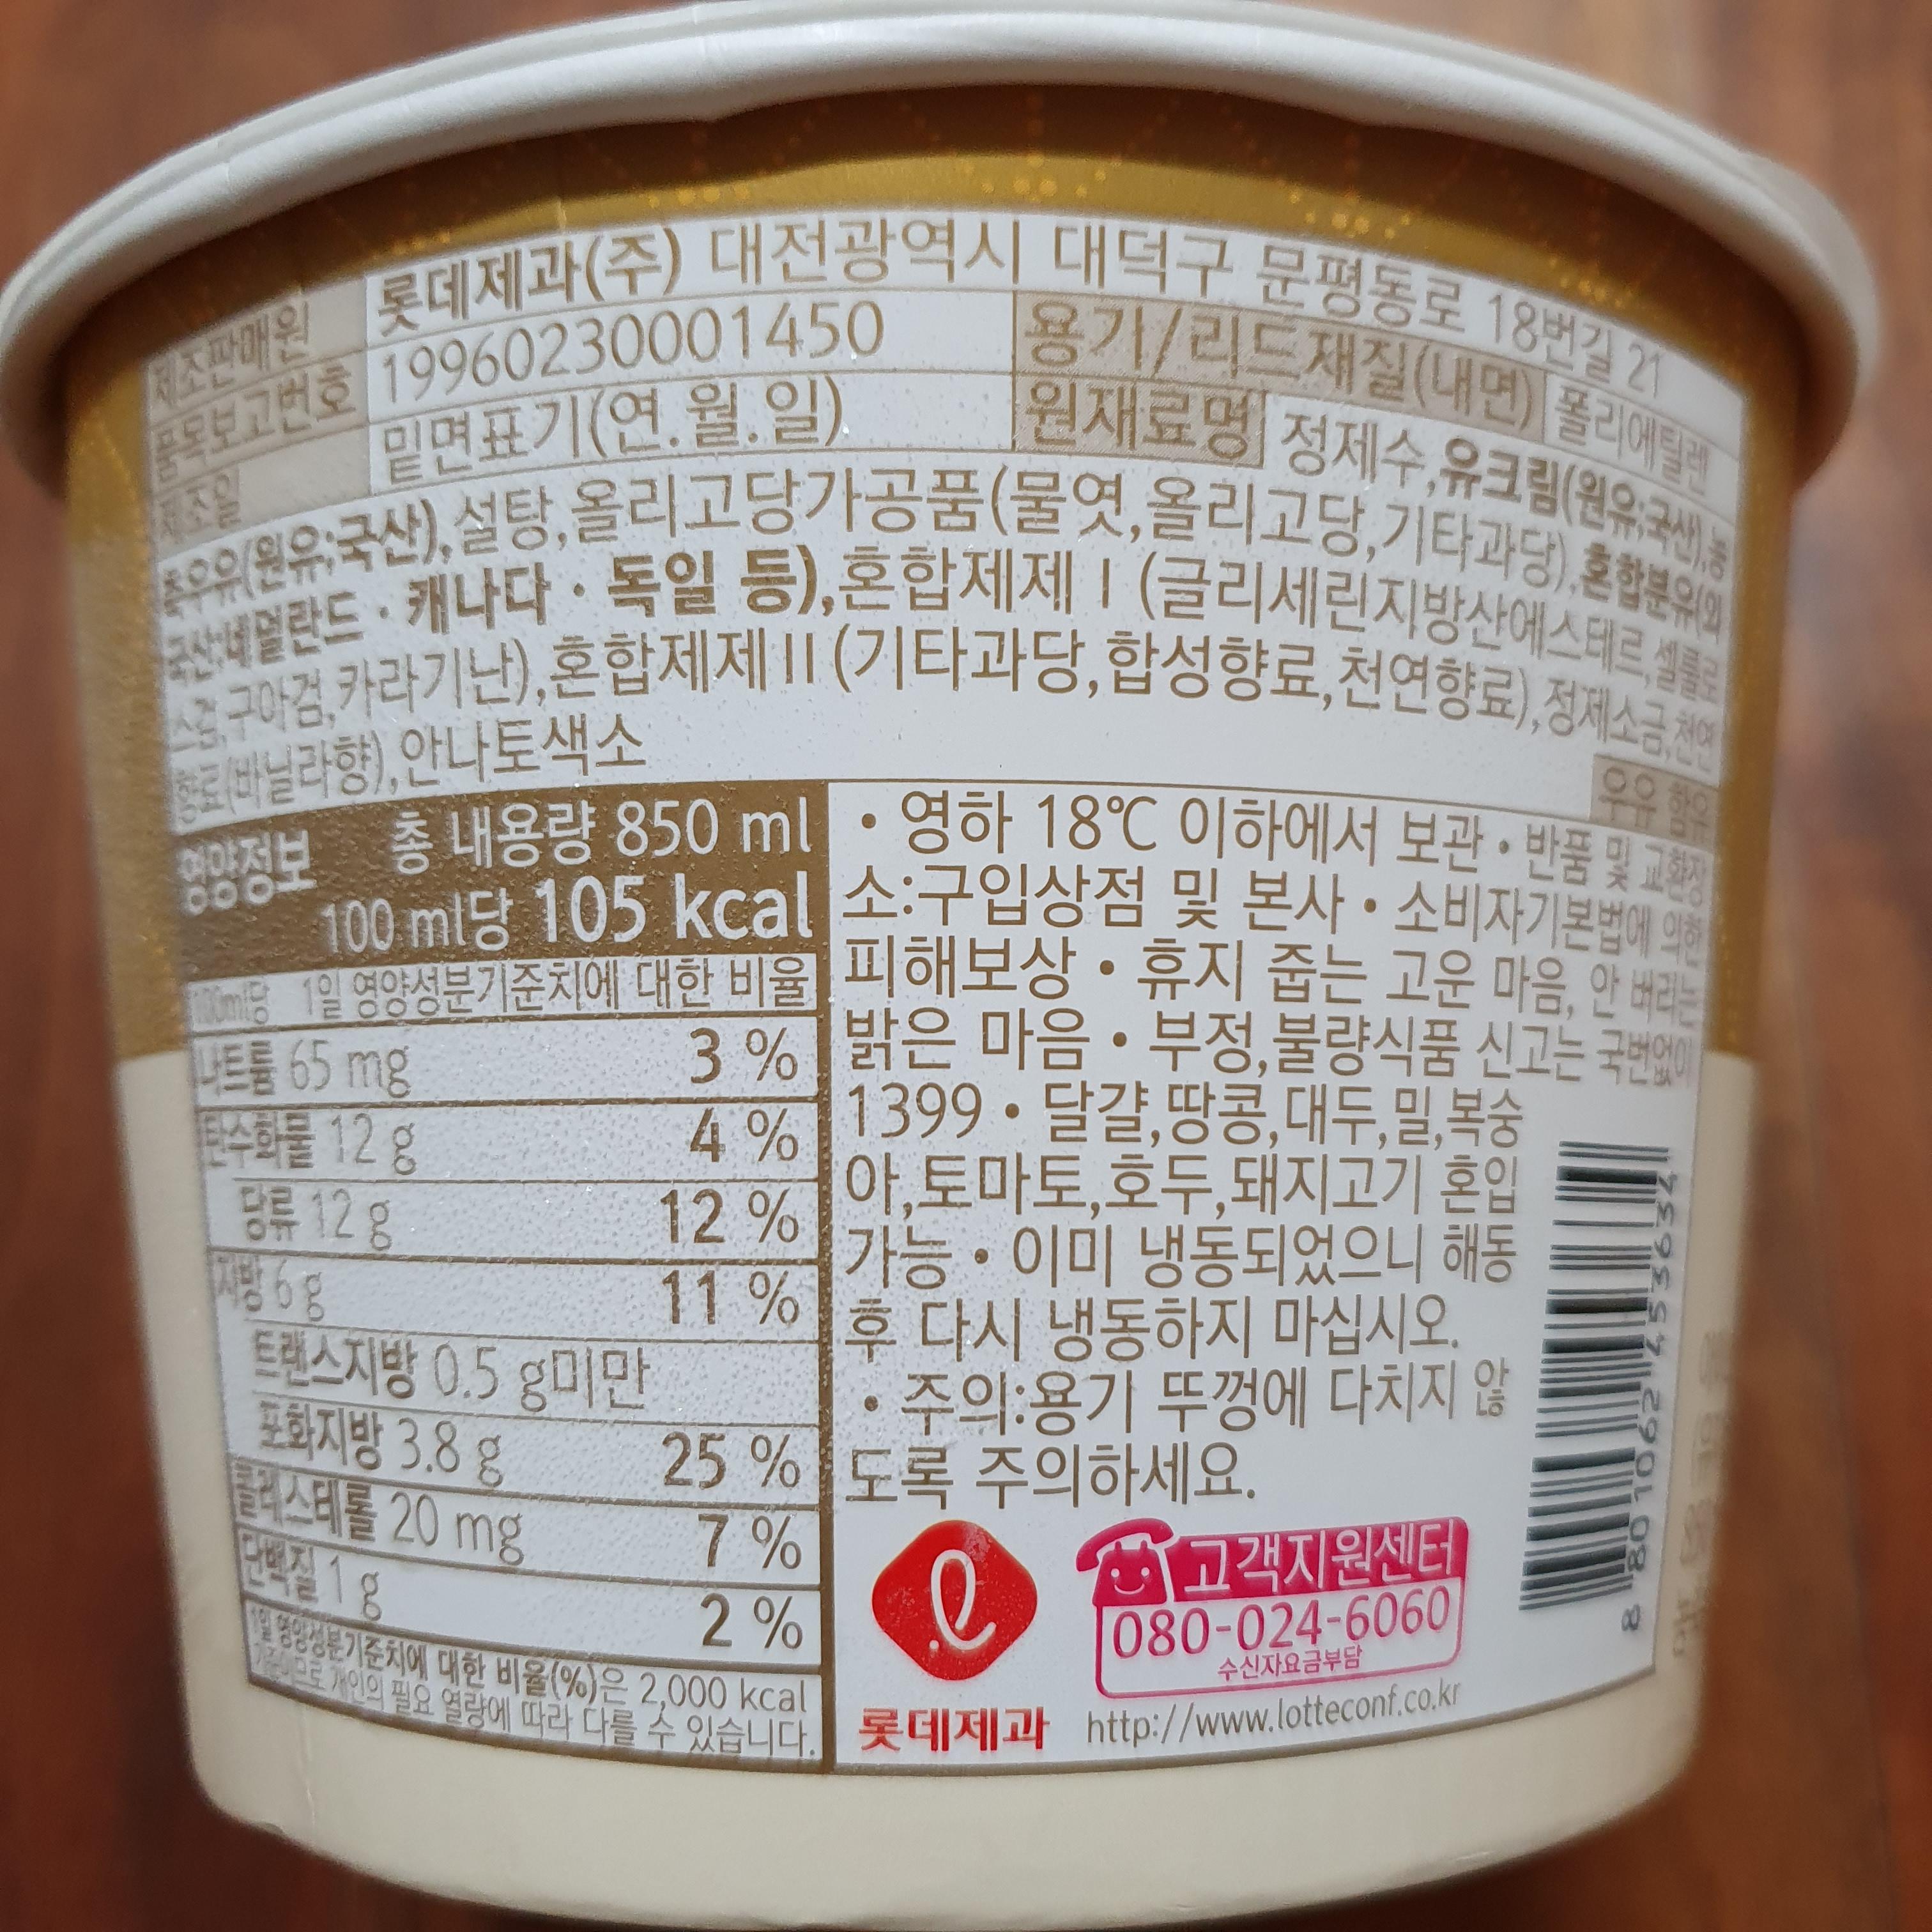 제조판매원 롯데제과(주) 대전광역시 대덕구 문평동로 18번길 21
품목보고번호 19960230001450 용기/리드재질(내면) 폴리에틸렌
제조일 밑면표기(연.월.일) 원재료명 정제수,유크림(원유:국산),농
축우유(원유:국산),설탕,올리고당가공품(물엿,올리고당,기타과당),혼합분유(외
국산:네덜란드·캐나다·독일 등),혼합제제Ⅰ(글리세린지방산에스테르,셀룰로
스검,구아검,카라기난),혼합제제Ⅱ(기타과당,합성향료,천연향료),정제소금,천연
향료(바닐라향),안나토색소
우유 함유
영양정보 총 내용량 850 ml
100 ml당 105 kcal
100ml당 1일 영양성분기준치에 대한 비율
나트륨 65 mg 3 %
탄수화물 12 g 4 %
당류 12 g 12 %
지방 6 g 11 %
트랜스지방 0.5 g미만
포화지방 3.8 g 25 %
콜레스테롤 20 mg 7 %
단백질 1 g 2 %
1일 영양성분기준치에 대한 비율(%)은 2,000 kcal
기준이므로 개인의 필요 열량에 따라 다를 수 있습니다.
•영하 18℃ 이하에서 보관•반품 및 교환장
소:구입상점 및 본사•소비자기본법에 의한
피해보상•휴지 줍는 고운 마음, 안 버리는
밝은 마음•부정,불량식품 신고는 국번없이
1399•달걀,땅콩,대두,밀,복숭
아,토마토,호두,돼지고기 혼입
가능•이미 냉동되었으니 해동
후 다시 냉동하지 마십시오.
•주의:용기 뚜껑에 다치지 않
도록 주의하세요.
롯데제과
고객지원센터
080-024-6060
수신자요금부담
http://www.lotteconf.co.kr
8 801062 453634